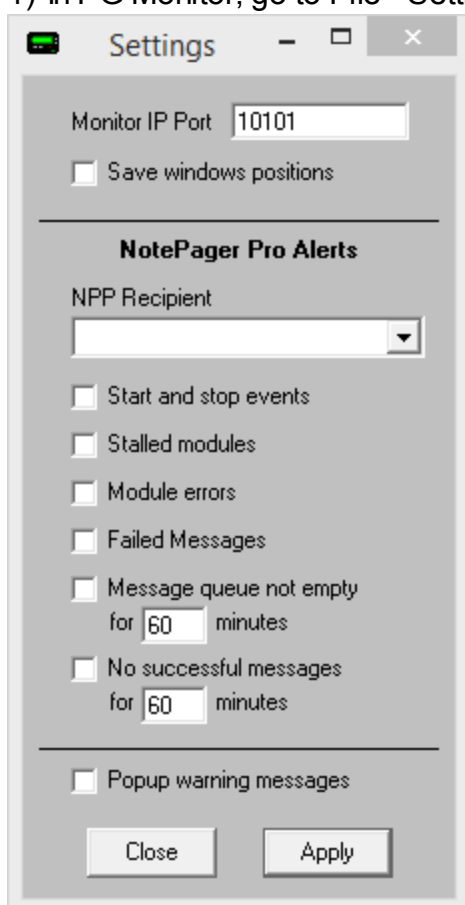 Settings
Monitor IP Port 10101
Save windows positions
NotePager Pro Alerts
NPP Recipient
Start and stop events
Stalled modules
Module errors
Failed Messages
Message queue not empty
for 60 minutes
No successful messages
for 60 minutes
Popup warning messages
Close Apply